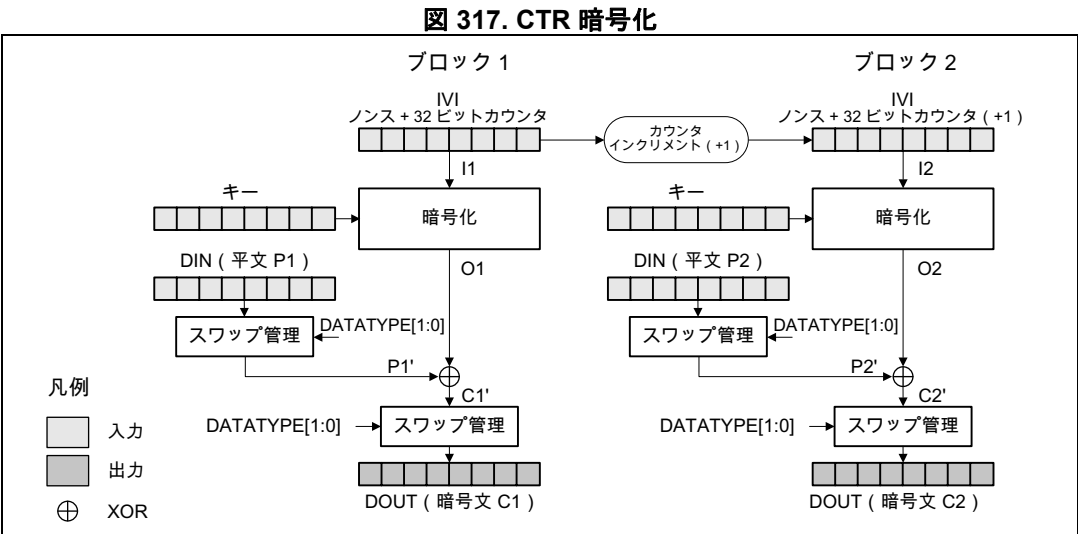 図 317. CTR 暗号化
ブロック 1
ブロック 2
IVI
ノンス + 32 ビットカウンタ
カウンタ
インクリメント ( +1 )
IVI
ノンス + 32 ビットカウンタ ( +1 )
I1
I2
キー
暗号化
キー
暗号化
DIN ( 平文 P1 )
O1
DIN ( 平文 P2 )
O2
スワップ管理
DATATYPE[1:0]
スワップ管理
DATATYPE[1:0]
P1'
P2'
C1'
C2'
DATATYPE[1:0]
スワップ管理
DATATYPE[1:0]
スワップ管理
DOUT ( 暗号文 C1 )
DOUT ( 暗号文 C2 )
凡例
入力
出力
XOR